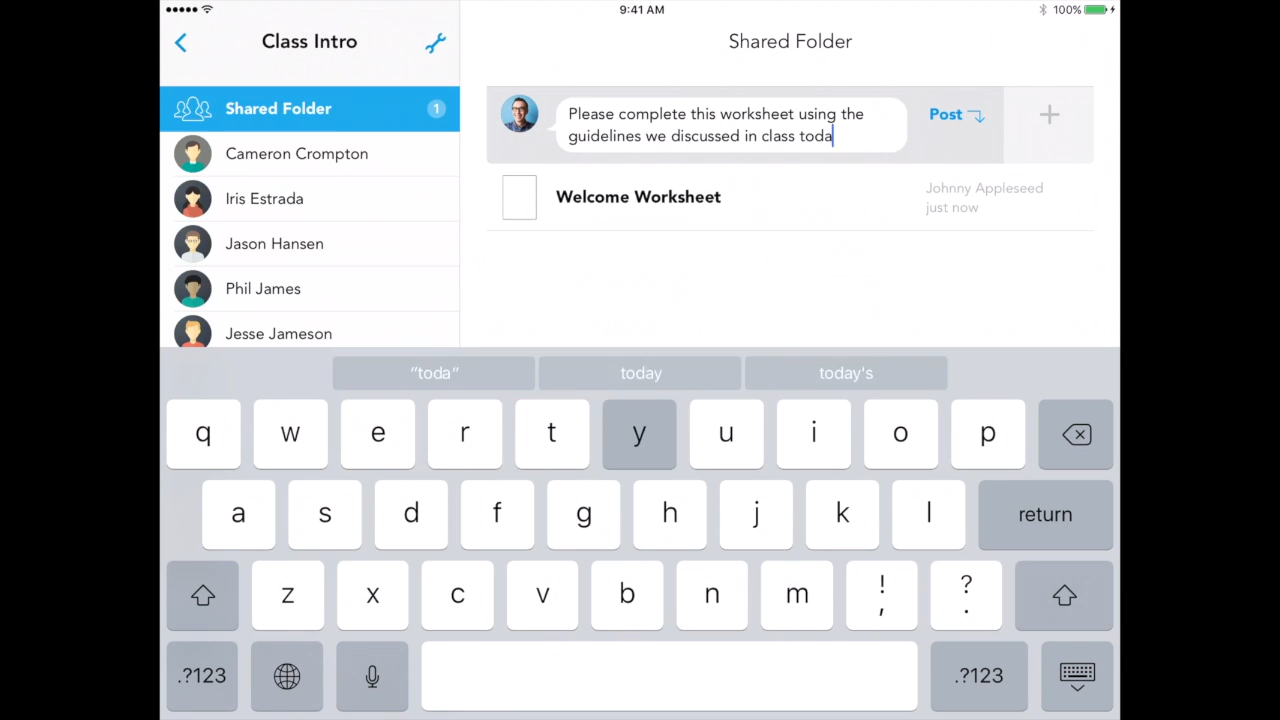 9:41 AM
100%
Class Intro
Shared Folder
Shared Folder
1
Cameron Crompton
Iris Estrada
Jason Hansen
Phil James
Jesse Jameson
Please complete this worksheet using the
guidelines we discussed in class toda
Post
Welcome Worksheet
Johnny Appleseed
just now
"toda" today today's
q w e r t y u i o p
a s d f g h j k l return
z x c v b n m ! , ? .
.?123 .?123